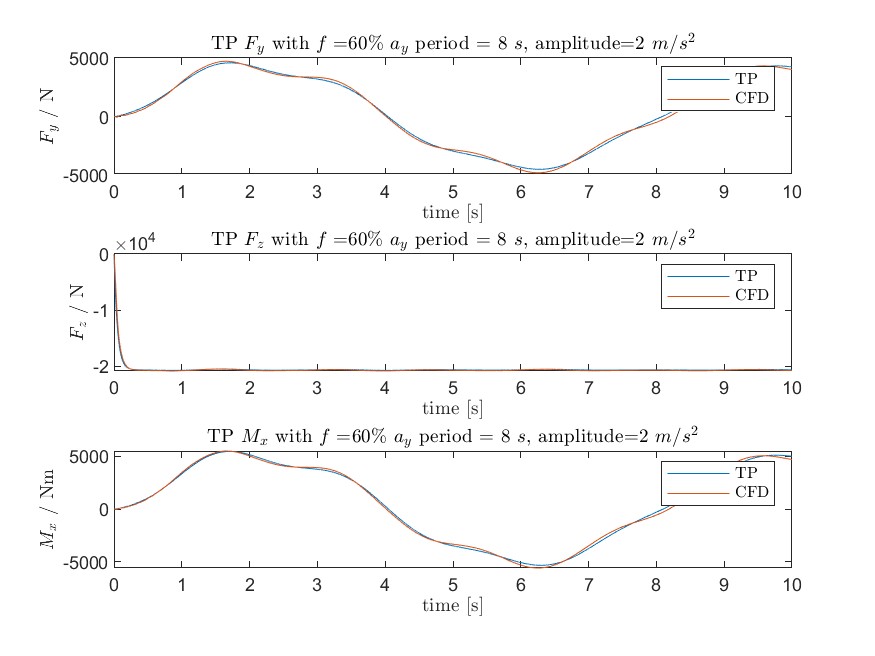 TP F_y with f =60% a_y period = 8 s, amplitude=2 m/s^2
5000
0
-5000
F_y / N
TP
CFD
0 1 2 3 4 5 6 7 8 9 10
time [s]
TP F_z with f =60% a_y period = 8 s, amplitude=2 m/s^2
×10^4
0
-1
-2
F_z / N
TP
CFD
0 1 2 3 4 5 6 7 8 9 10
time [s]
TP M_x with f =60% a_y period = 8 s, amplitude=2 m/s^2
5000
0
-5000
M_x / Nm
TP
CFD
0 1 2 3 4 5 6 7 8 9 10
time [s]